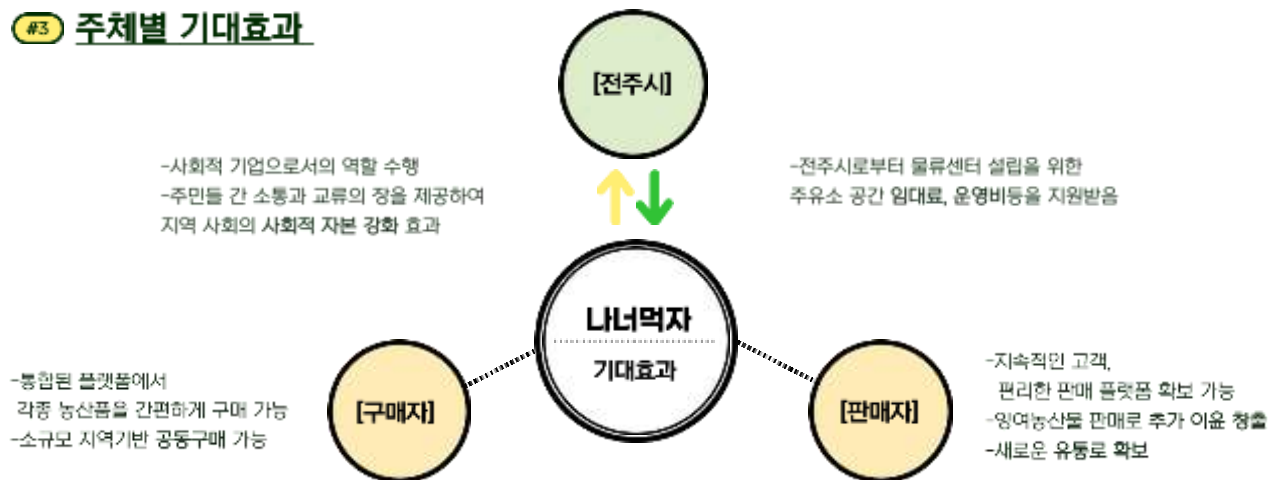 #3 주체별 기대효과
[전주시]
-사회적 기업으로서의 역할 수행
-주민들 간 소통과 교류의 장을 제공하여
지역 사회의 사회적 자본 강화 효과
-전주시로부터 물류센터 설립을 위한
주유소 공간 임대료, 운영비등을 지원받음
나너먹자
기대효과
-통합된 플랫폼에서
각종 농산품을 간편하게 구매 가능
-소규모 지역기반 공동구매 가능
[구매자]
[판매자]
-지속적인 고객,
편리한 판매 플랫폼 확보 가능
-잉여농산물 판매로 추가 이윤 창출
-새로운 유통로 확보